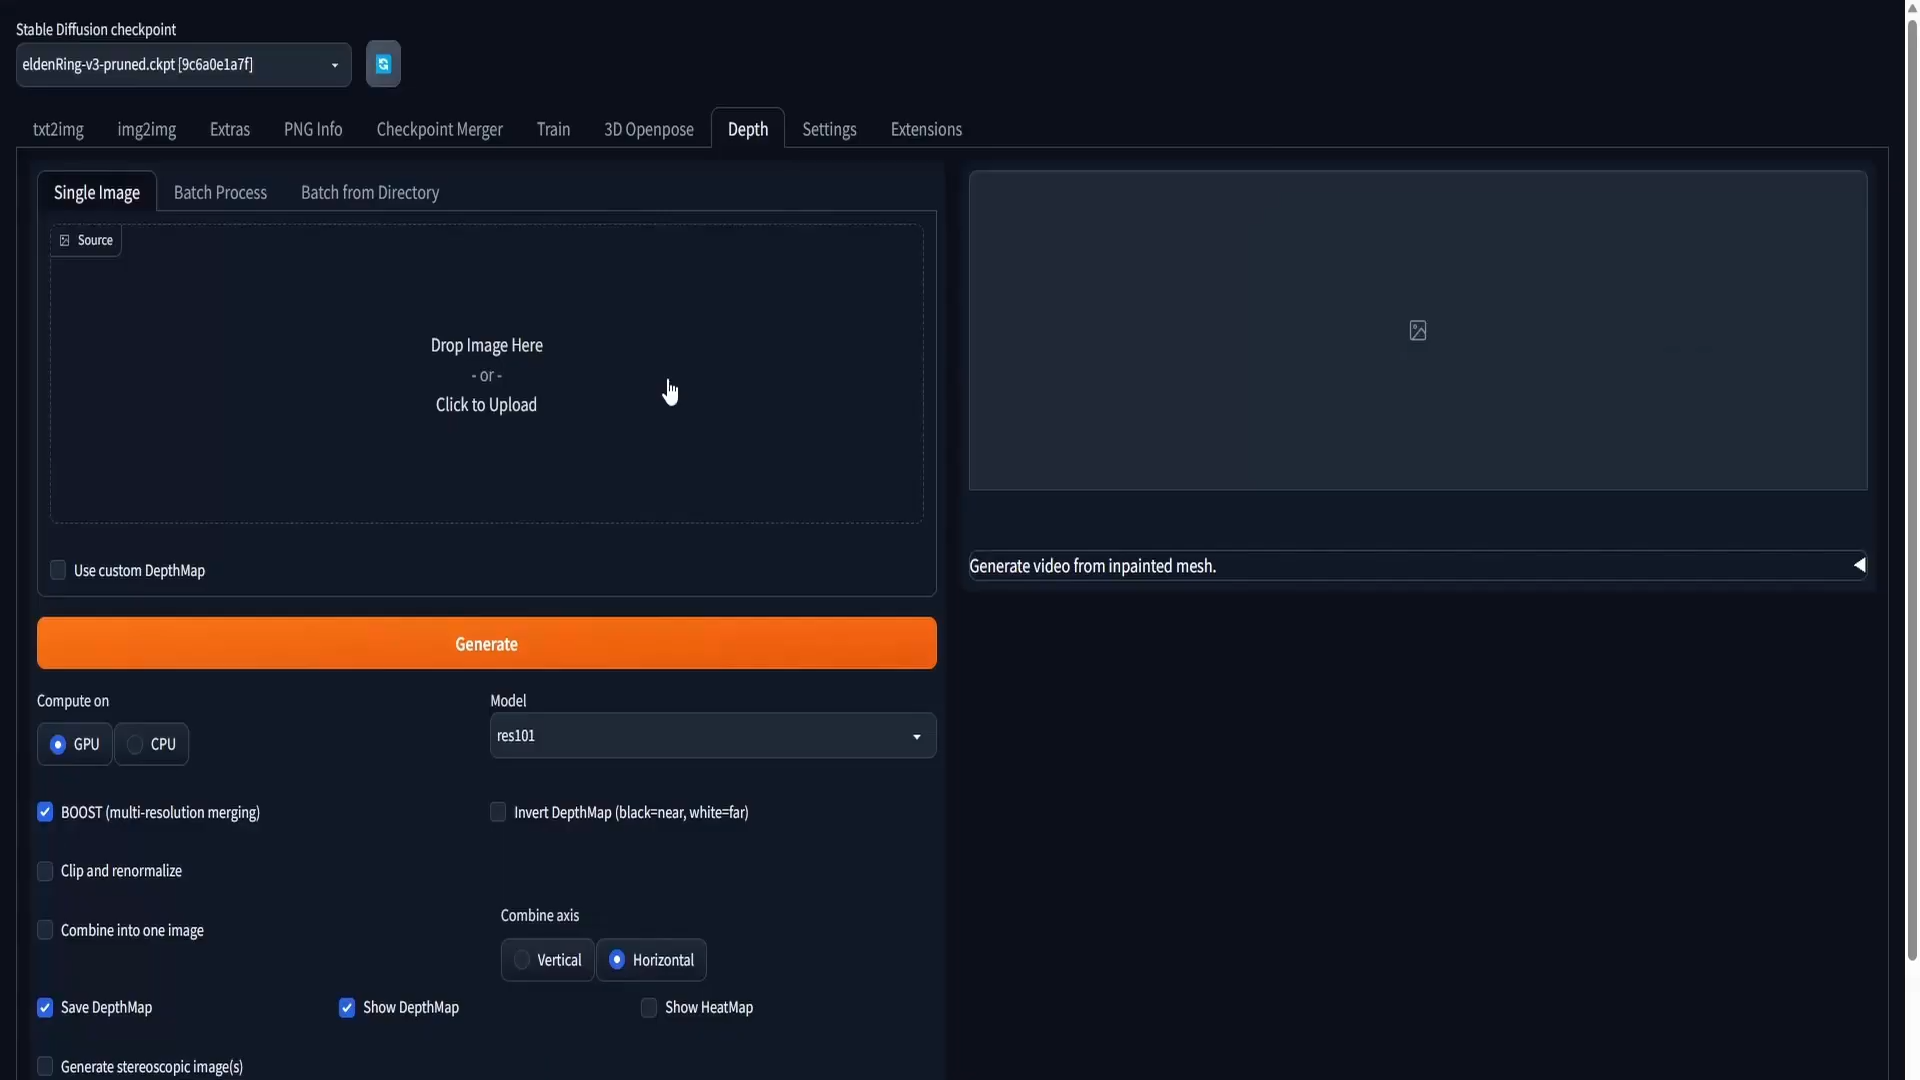 Stable Diffusion checkpoint
eldenRing-v3-pruned.ckpt [9c6a0e1a7f]
txt2img img2img Extras PNG Info Checkpoint Merger Train 3D Openpose Depth Settings Extensions
Single Image Batch Process Batch from Directory
Source
Drop Image Here
- or -
Click to Upload
Use custom DepthMap
Generate video from inpainted mesh.
Generate
Compute on
GPU CPU
Model
res101
BOOST (multi-resolution merging)
Invert DepthMap (black=near, white=far)
Clip and renormalize
Combine into one image
Combine axis
Vertical Horizontal
Save DepthMap Show DepthMap Show HeatMap
Generate stereoscopic image(s)